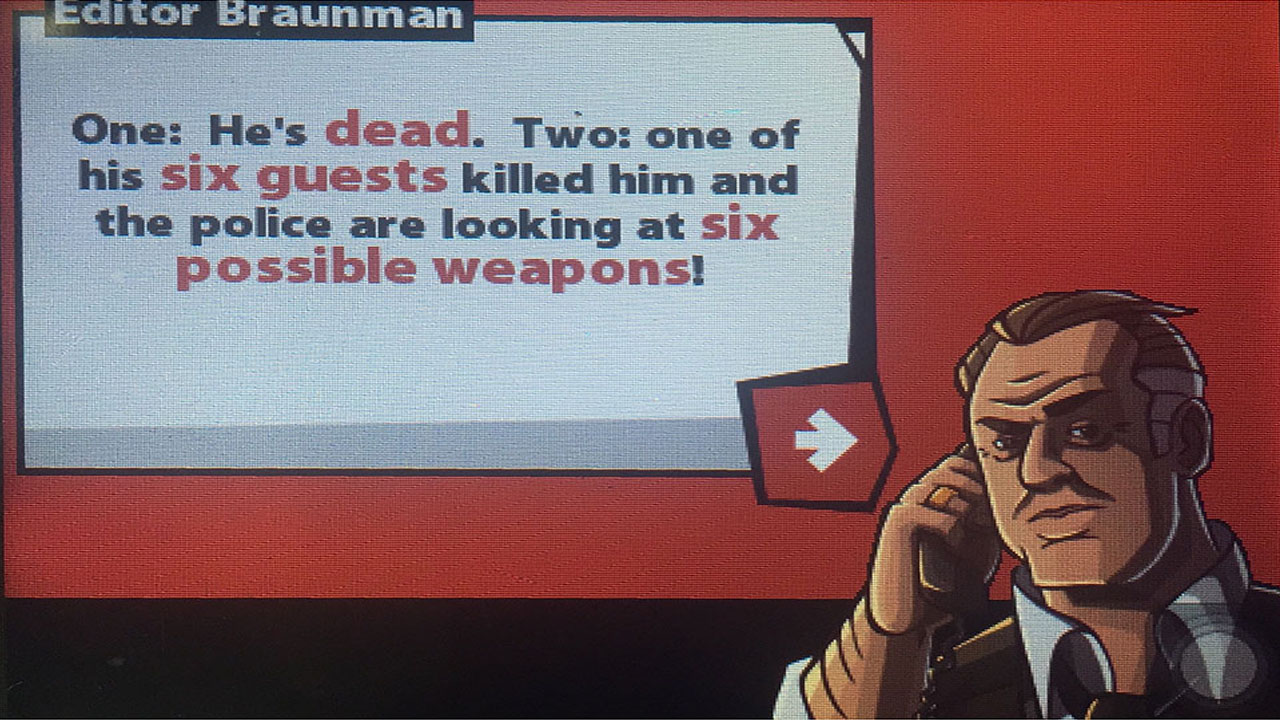 Editor Braunman
One: He's dead. Two: one of
his six guests killed him and
the police are looking at six
possible weapons!